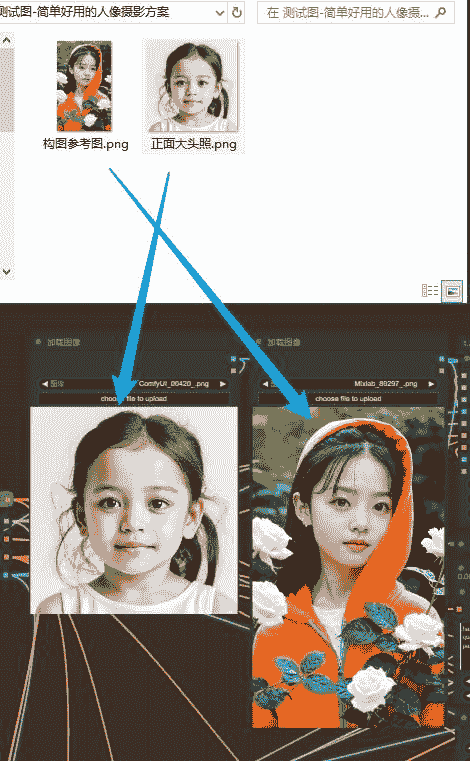 测试图-简单好用的人像摄影方案
在 测试图-简单好用的人像摄...
构图参考图.png
正面大头照.png
加载图像
加载图像
图像 ComfyUI_00420_.png
Mixlab_89297_.png
choose file to upload
choose file to upload